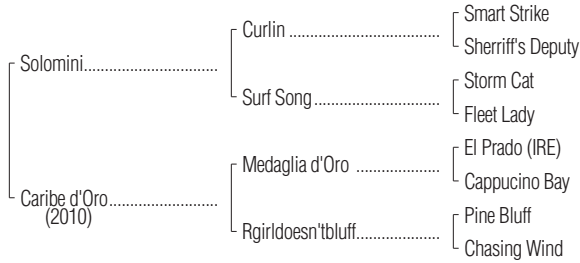 Smart Strike
Curlin
Sherriff's Deputy
Solomini
Storm Cat
Surf Song
Fleet Lady
El Prado (IRE)
Medaglia d'Oro
Cappucino Bay
Caribe d'Oro
(2010)
Pine Bluff
Rgirldoesn'tbluff
Chasing Wind